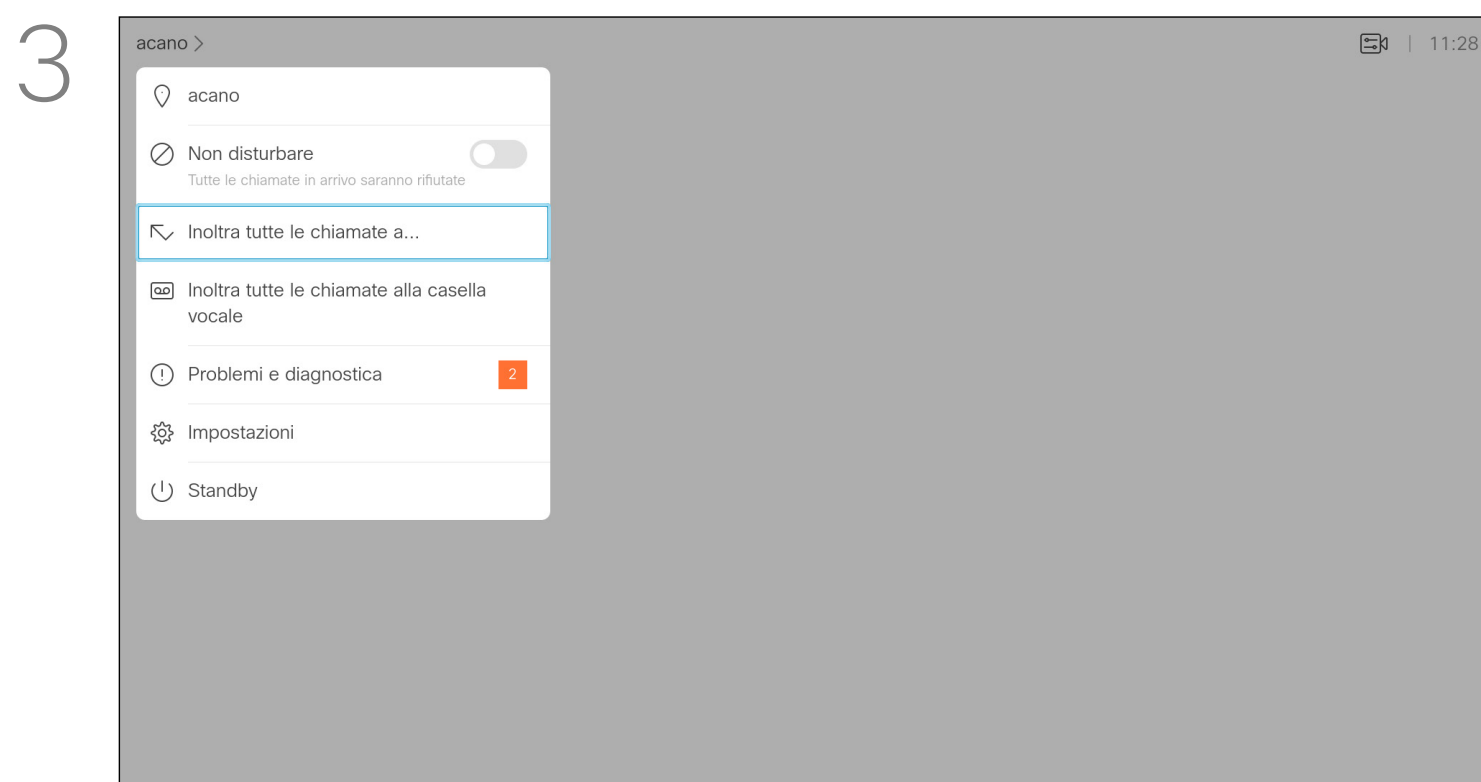 3
acano >
11:28
acano
Non disturbare
Tutte le chiamate in arrivo saranno rifiutate
Inoltra tutte le chiamate a...
Inoltra tutte le chiamate alla casella
vocale
Problemi e diagnostica 2
Impostazioni
Standby